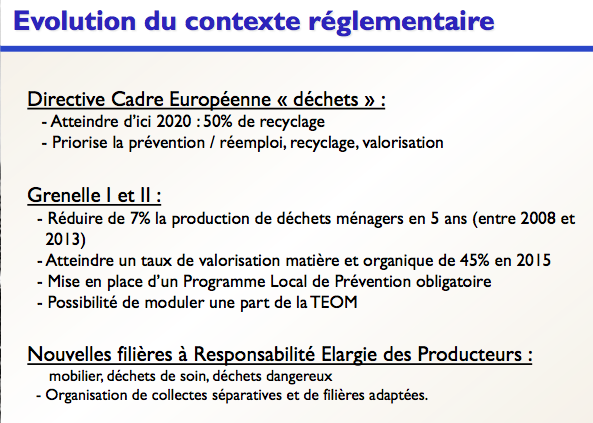 Evolution du contexte réglementaire
Directive Cadre Européenne « déchets » :
- Atteindre d'ici 2020 : 50% de recyclage
- Priorise la prévention / réemploi, recyclage, valorisation
Grenelle I et II :
- Réduire de 7% la production de déchets ménagers en 5 ans (entre 2008 et
2013)
- Atteindre un taux de valorisation matière et organique de 45% en 2015
- Mise en place d'un Programme Local de Prévention obligatoire
- Possibilité de moduler une part de la TEOM
Nouvelles filières à Responsabilité Elargie des Producteurs :
mobilier, déchets de soin, déchets dangereux
- Organisation de collectes séparatives et de filières adaptées.